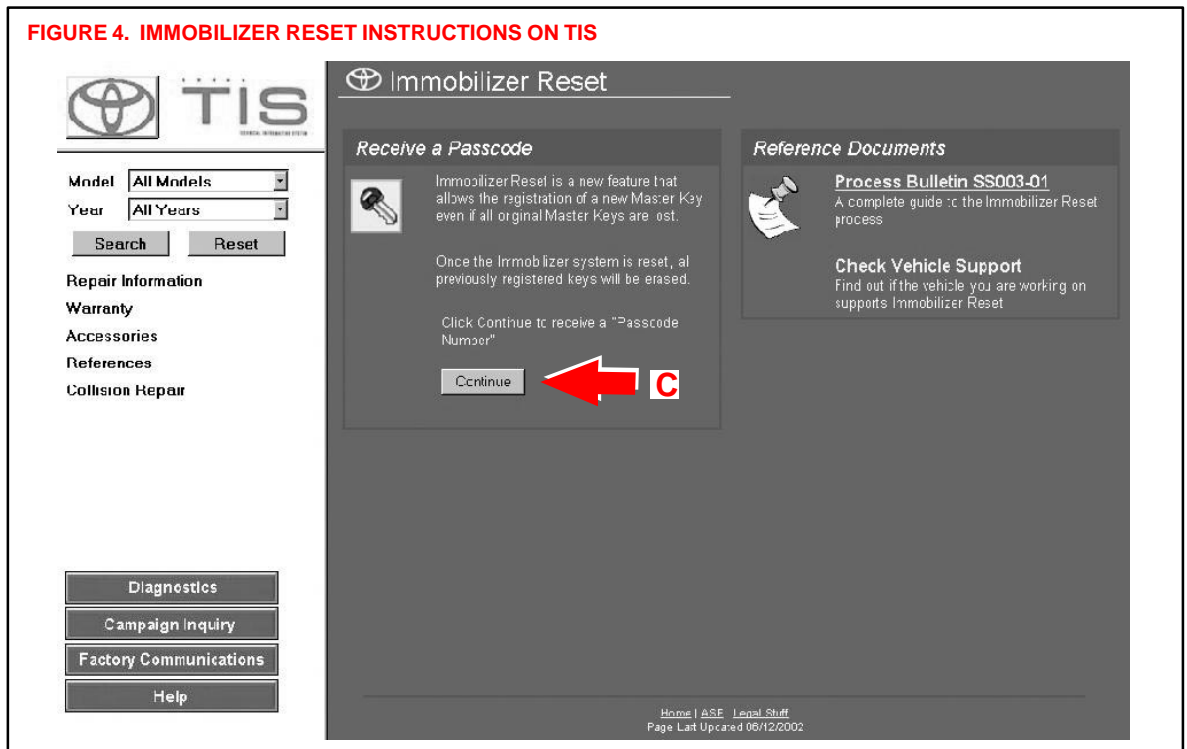 FIGURE 4. IMMOBILIZER RESET INSTRUCTIONS ON TIS
TIS
Model All Models
Year All Years
Search Reset
Repair Information
Warranty
Accessories
References
Collision Repair
Diagnostics
Campaign Inquiry
Factory Communications
Help
Immobilizer Reset
Receive a Passcode
Immobilizer Reset is a new feature that
allows the registration of a new Master Key
even if all orginal Master Keys are lost.
Once the Immobilizer system is reset, all
previously registered keys will be erased.
Click Continue to receive a "Passcode
Number"
Continue
C
Reference Documents
Process Bulletin SS003-01
A complete guide to the Immobilizer Reset
process
Check Vehicle Support
Find out if the vehicle you are working on
supports Immobilizer Reset
Home | ASE Legal Stuff
Page Last Updated 06/12/2002